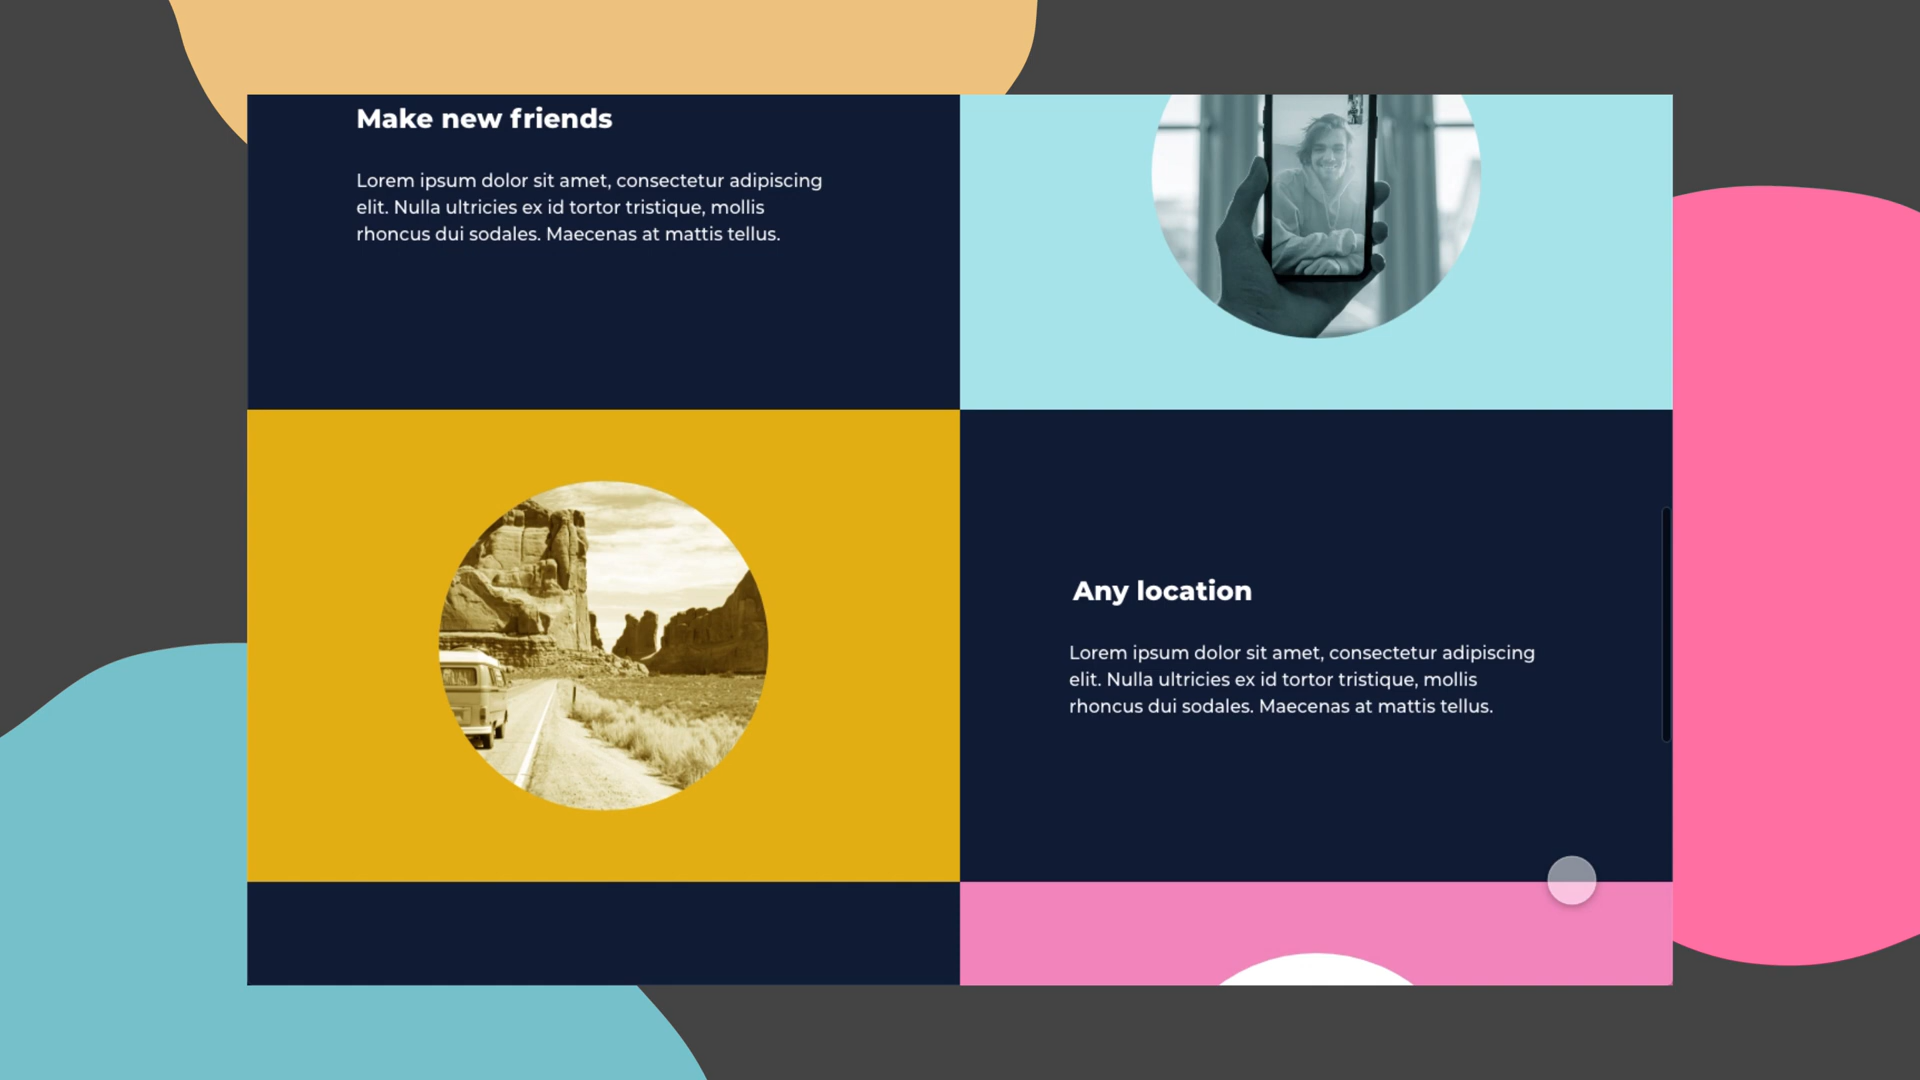 Make new friends
Lorem ipsum dolor sit amet, consectetur adipiscing
elit. Nulla ultricies ex id tortor tristique, mollis
rhoncus dui sodales. Maecenas at mattis tellus.
Any location
Lorem ipsum dolor sit amet, consectetur adipiscing
elit. Nulla ultricies ex id tortor tristique, mollis
rhoncus dui sodales. Maecenas at mattis tellus.